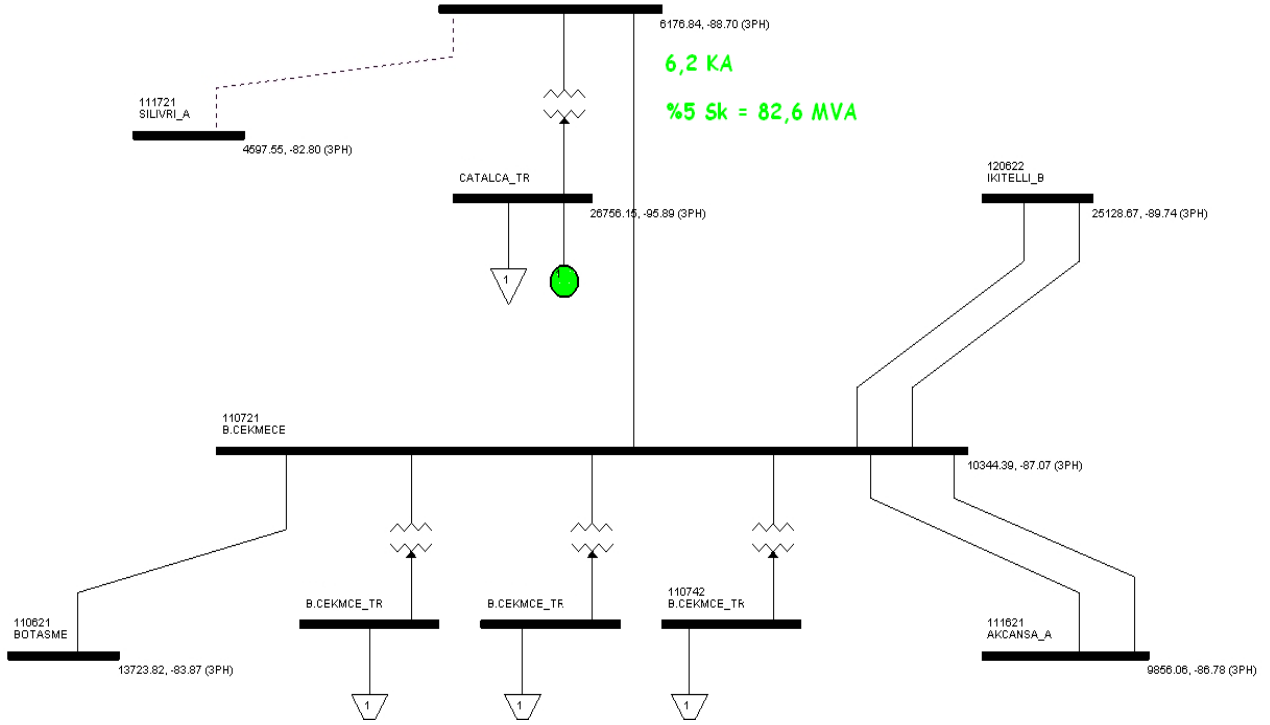 6176.84, -88.70 (3PH)
6,2 KA
%5 Sk = 82,6 MVA
111721
SILIVRI_A
4597.55, -82.80 (3PH)
CATALCA_TR
26756.15, -95.89 (3PH)
120622
IKITELLI_B
25128.67, -89.74 (3PH)
1
1
110721
B.CEKMECE
10344.39, -87.07 (3PH)
110621
BOTASME
13723.82, -83.87 (3PH)
B.CEKMCE_TR
B.CEKMCE_TR
110742
B.CEKMCE_TR
111621
AKCANSA_A
9856.06, -86.78 (3PH)
1
1
1